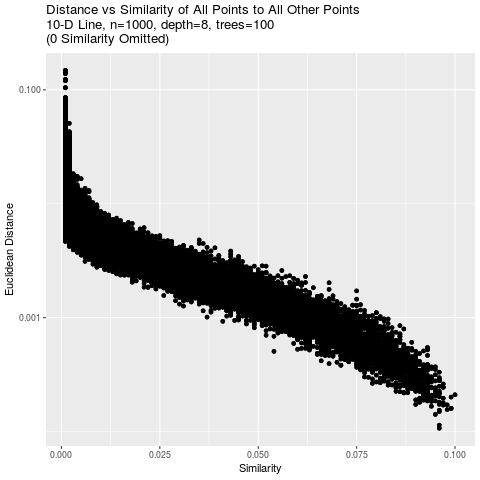 Distance vs Similarity of All Points to All Other Points
10-D Line, n=1000, depth=8, trees=100
(0 Similarity Omitted)
0.100
Euclidean Distance
0.001
0.000 0.025 0.050 0.075 0.100
Similarity